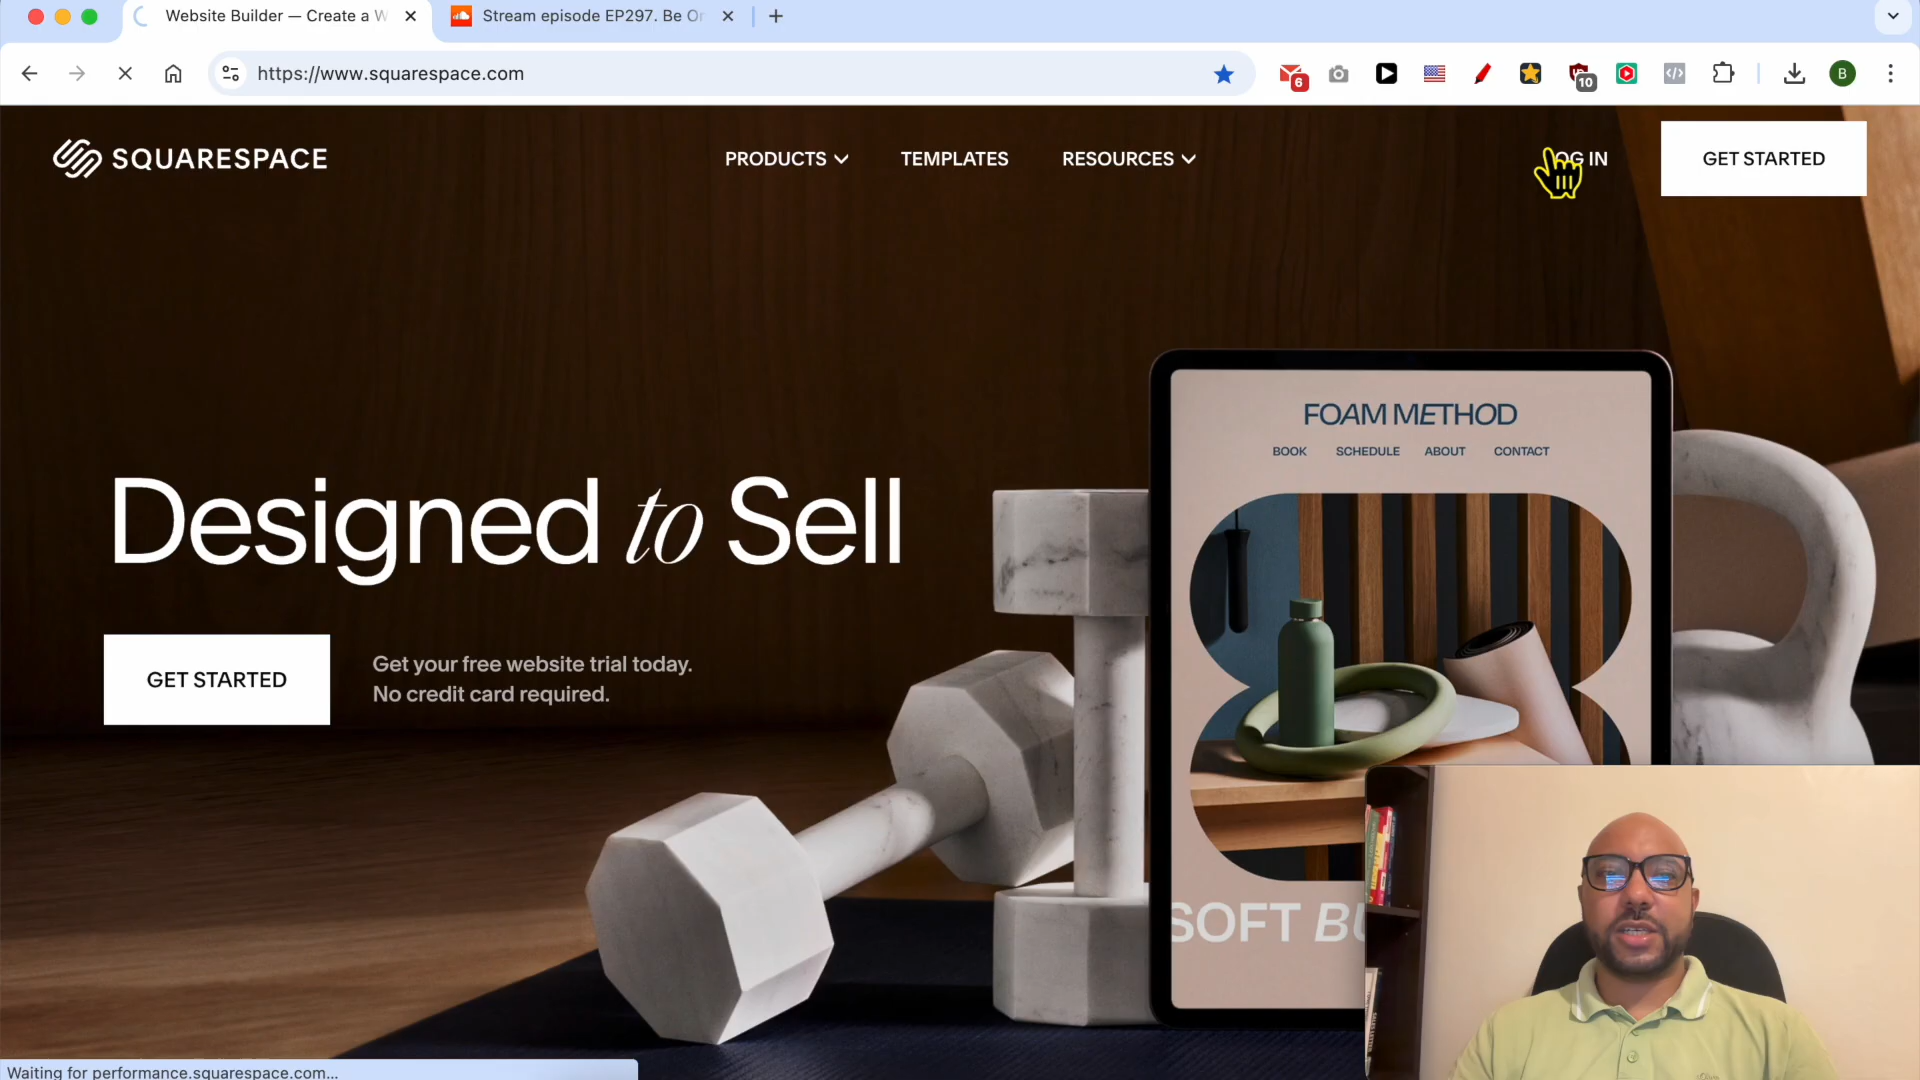 Website Builder — Create a W
Stream episode EP297. Be Or
https://www.squarespace.com
6
10
B
SQUARESPACE
PRODUCTS
TEMPLATES
RESOURCES
OG IN
GET STARTED
FOAM METHOD
BOOK SCHEDULE ABOUT CONTACT
Designed to Sell
GET STARTED
Get your free website trial today.
No credit card required.
SOFT BU
Waiting for performance.squarespace.com...